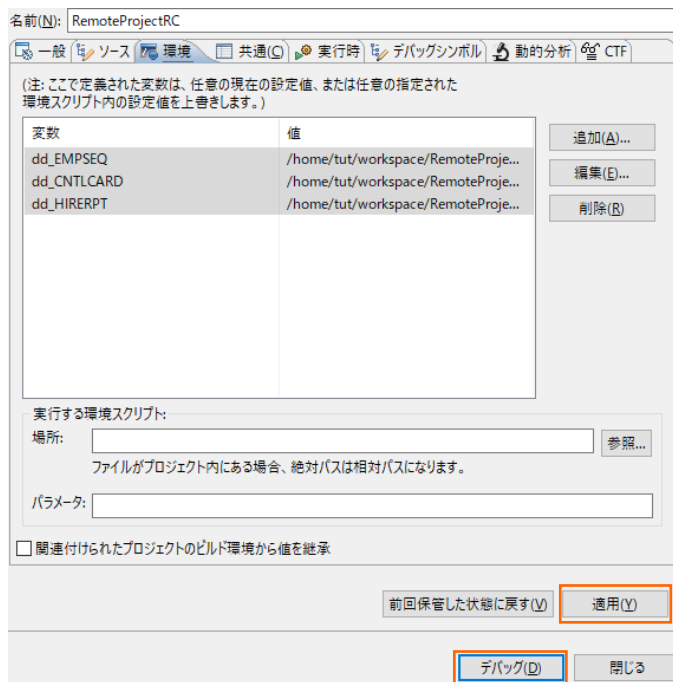 名前(N): RemoteProjectRC
一般 ソース 環境 共通(C) 実行時 デバッグシンボル 動的分析 CTF
(注: ここで定義された変数は、任意の現在の設定値、または任意の指定された
環境スクリプト内の設定値を上書きします。)
変数 値
dd_EMPSEQ /home/tut/workspace/RemoteProje...
dd_CNTLCARD /home/tut/workspace/RemoteProje...
dd_HIRERPT /home/tut/workspace/RemoteProje...
追加(A)...
編集(E)...
削除(R)
実行する環境スクリプト:
場所:
参照...
ファイルがプロジェクト内にある場合、絶対パスは相対パスになります。
パラメータ:
関連付けられたプロジェクトのビルド環境から値を継承
前回保管した状態に戻す(V) 適用(Y)
デバッグ(D) 閉じる